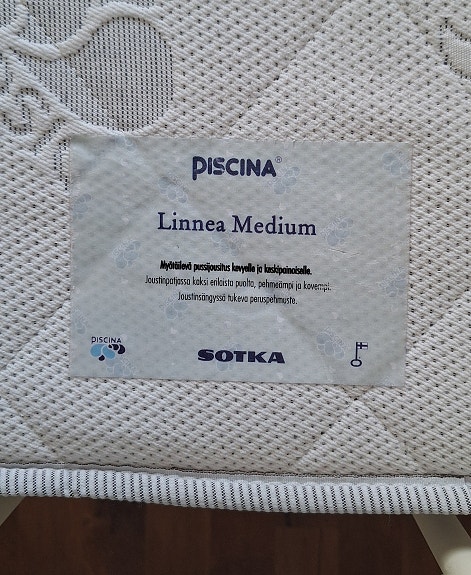 PISCINA®
Linnea Medium
Myötäilevä pussijousitus kevyelle ja keskipainoiselle.
Joustinpatjassa kaksi erilaista puolta, pehmeämpi ja kovempi.
Joustinsängyssä tukeva peruspehmuste.
PISCINA
SOTKA